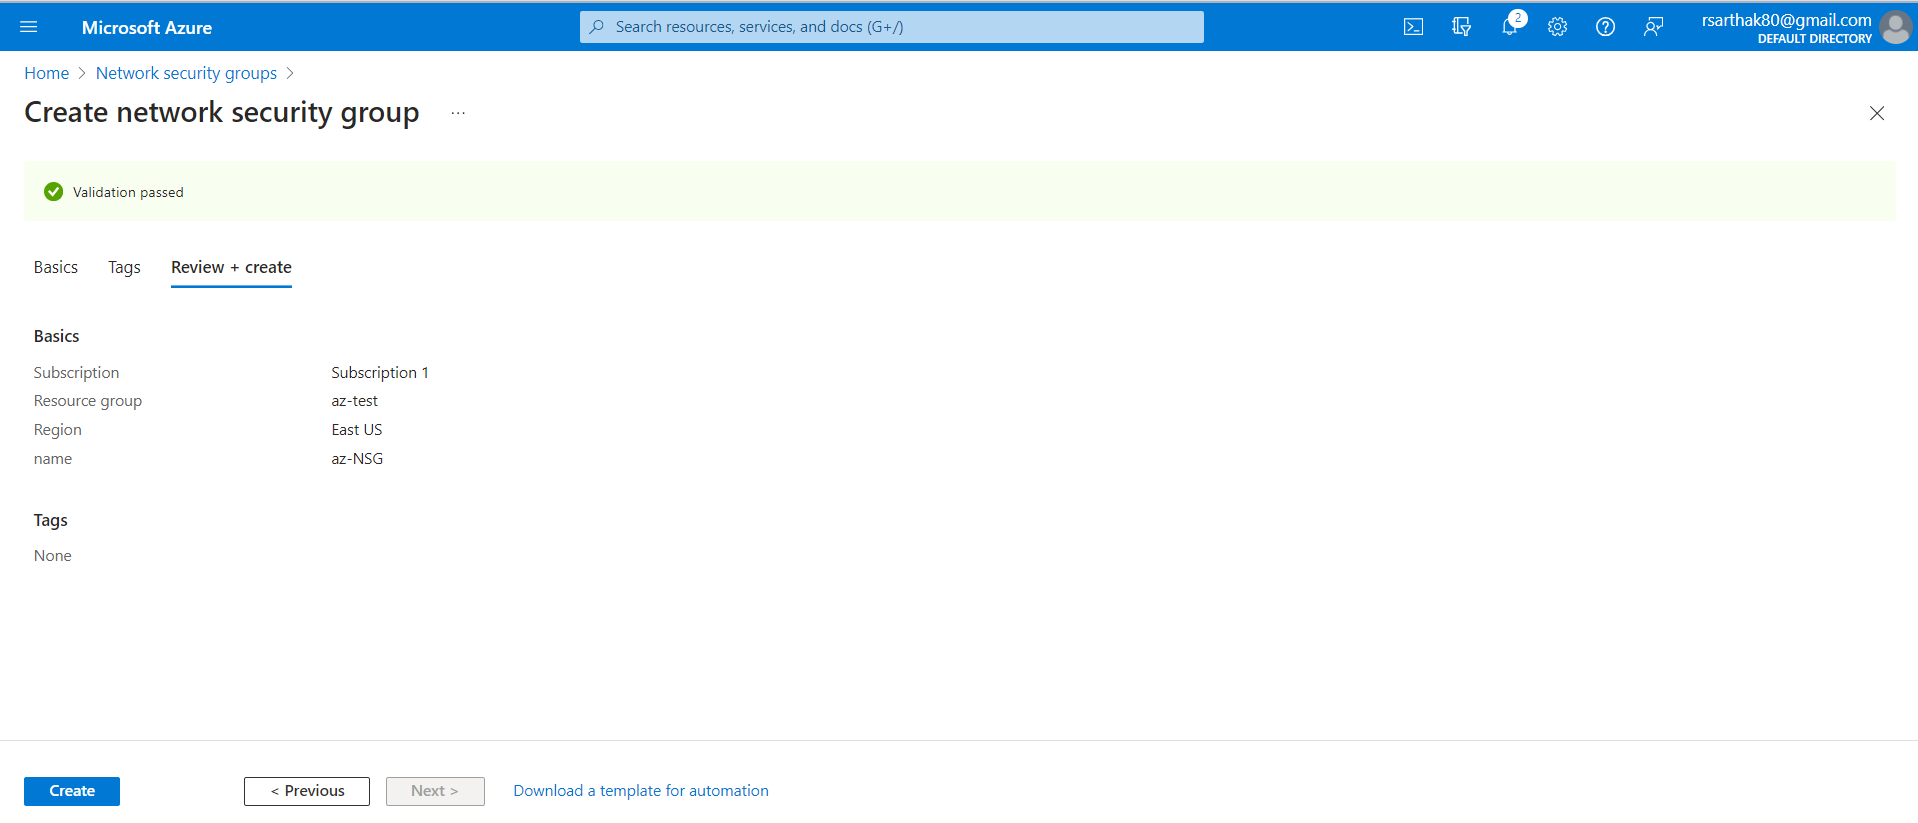 Microsoft Azure
Search resources, services, and docs (G+/)
2
rsarthak80@gmail.com
DEFAULT DIRECTORY
Home > Network security groups >
Create network security group ...
Validation passed
Basics Tags Review + create
Basics
Subscription Subscription 1
Resource group az-test
Region East US
name az-NSG
Tags
None
Create < Previous Next > Download a template for automation